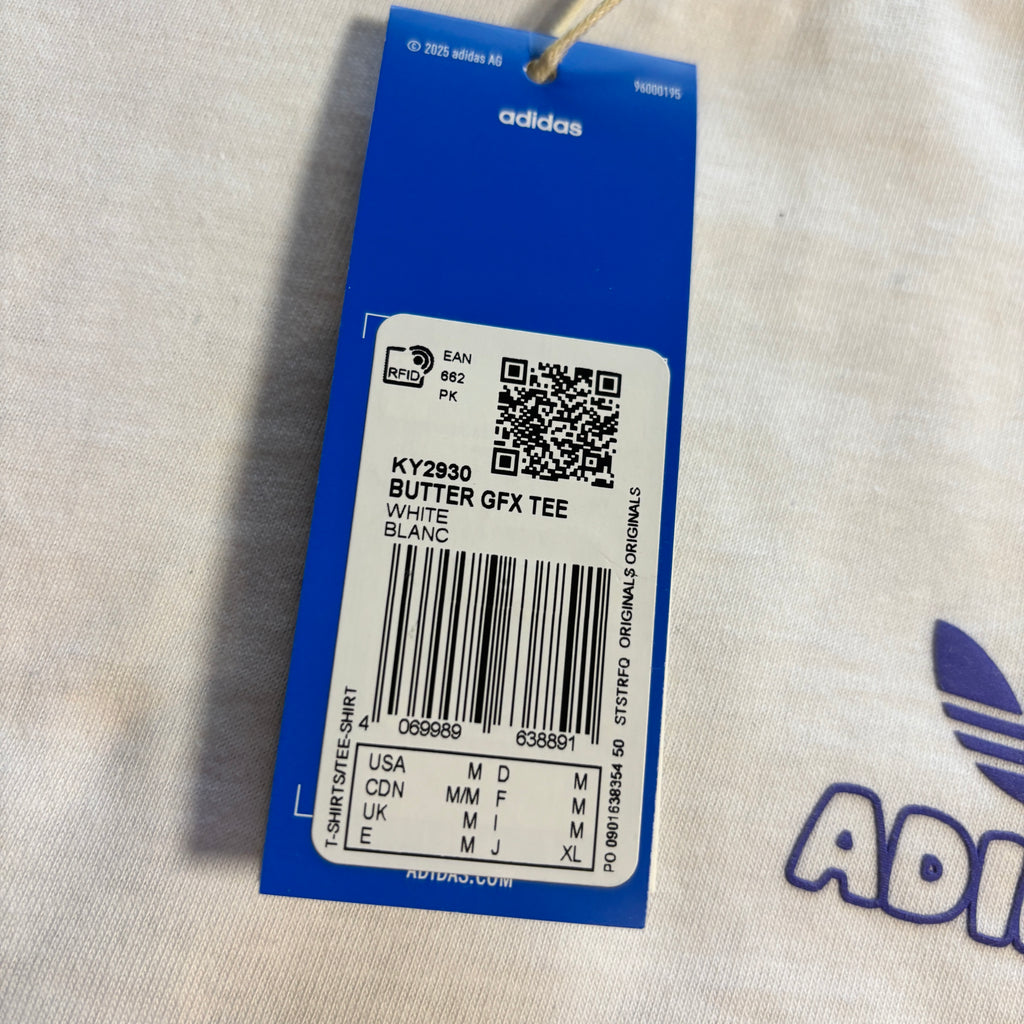 © 2025 adidas AG
96000195
adidas
RFID
EAN
662
PK
KY2930
BUTTER GFX TEE
WHITE
BLANC
4 069989 638891
T-SHIRTS/TEE-SHIRT
PO 0901638354 50 STSTRFQ ORIGINALS ORIGINALS
USA M D M
CDN M/M F M
UK M I M
E M J XL
ADIDAS.COM
ADI